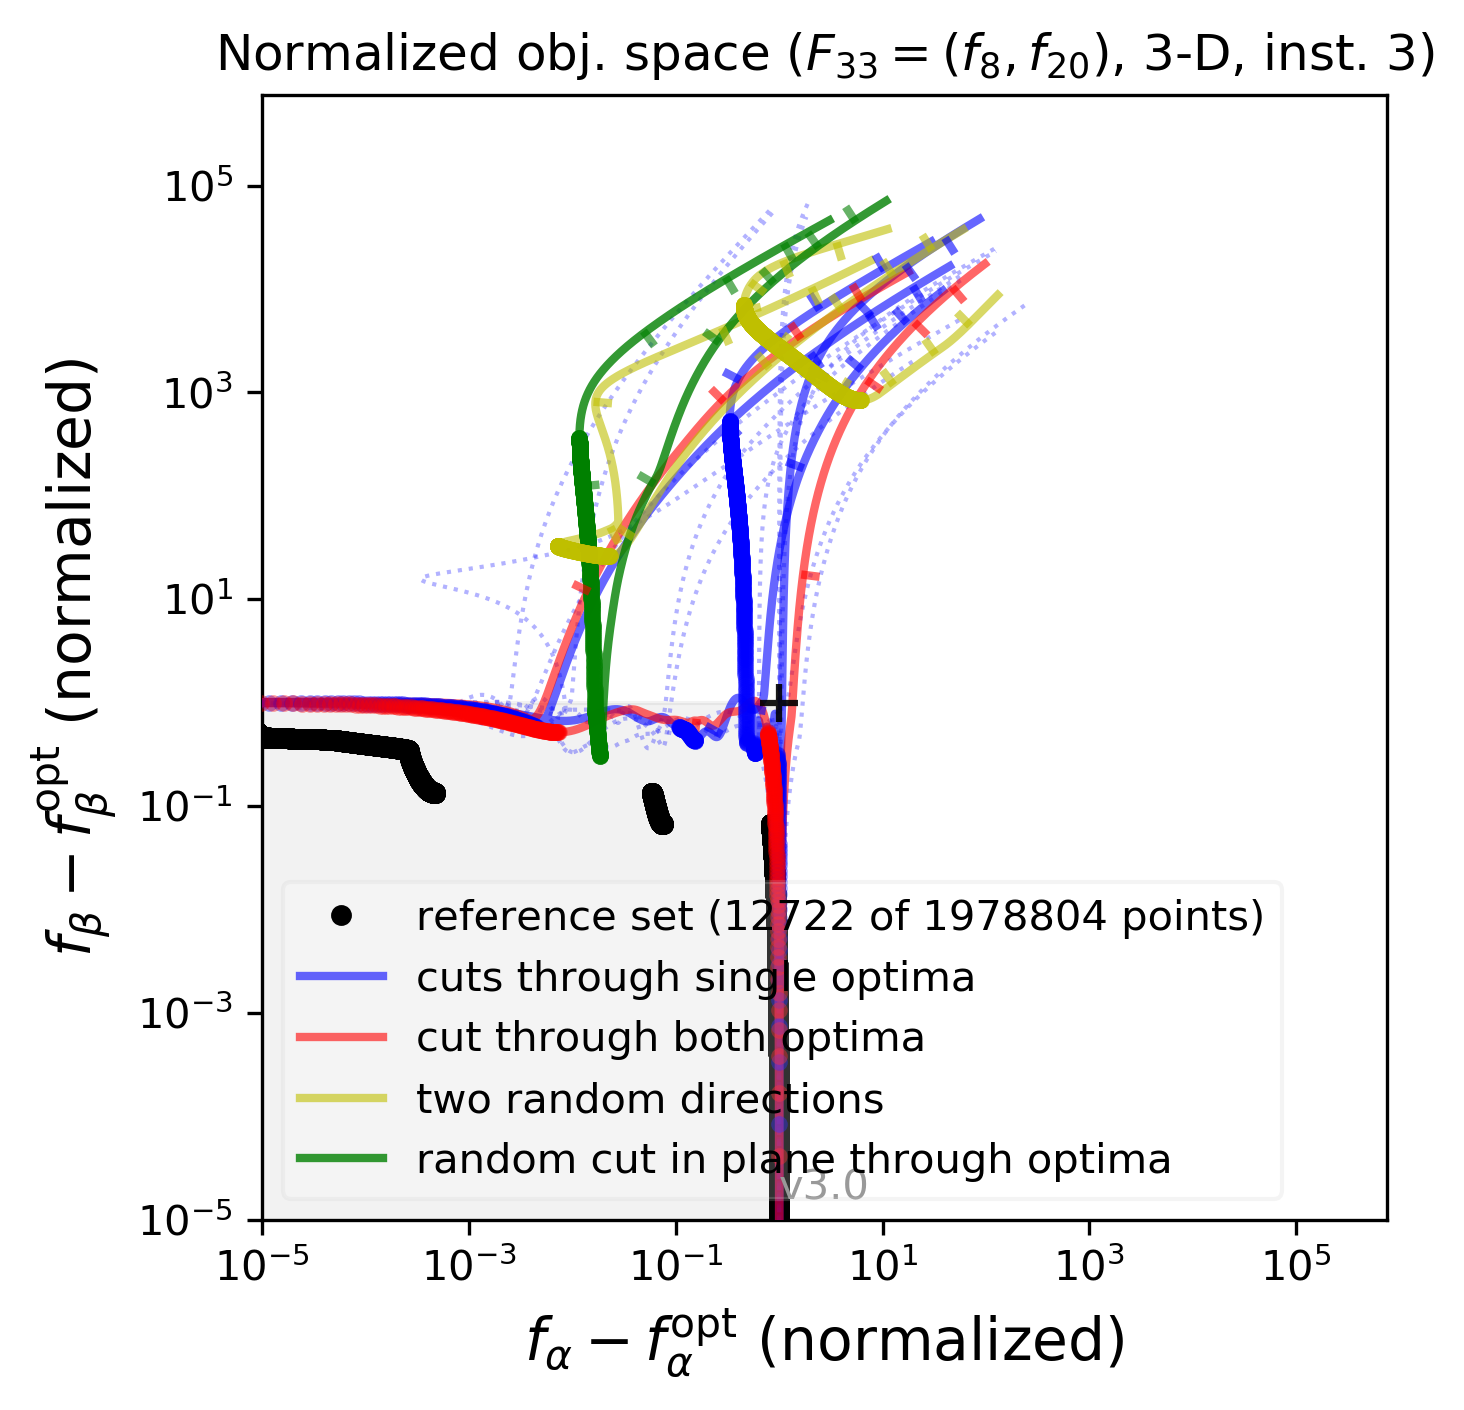 Normalized obj. space (F₃₃ = (f₈, f₂₀), 3-D, inst. 3)
10⁵
10³
10¹
10⁻¹
10⁻³
10⁻⁵
f_β − f_β^opt (normalized)
reference set (12722 of 1978804 points)
cuts through single optima
cut through both optima
two random directions
random cut in plane through optima
v3.0
10⁻⁵ 10⁻³ 10⁻¹ 10¹ 10³ 10⁵
f_α − f_α^opt (normalized)